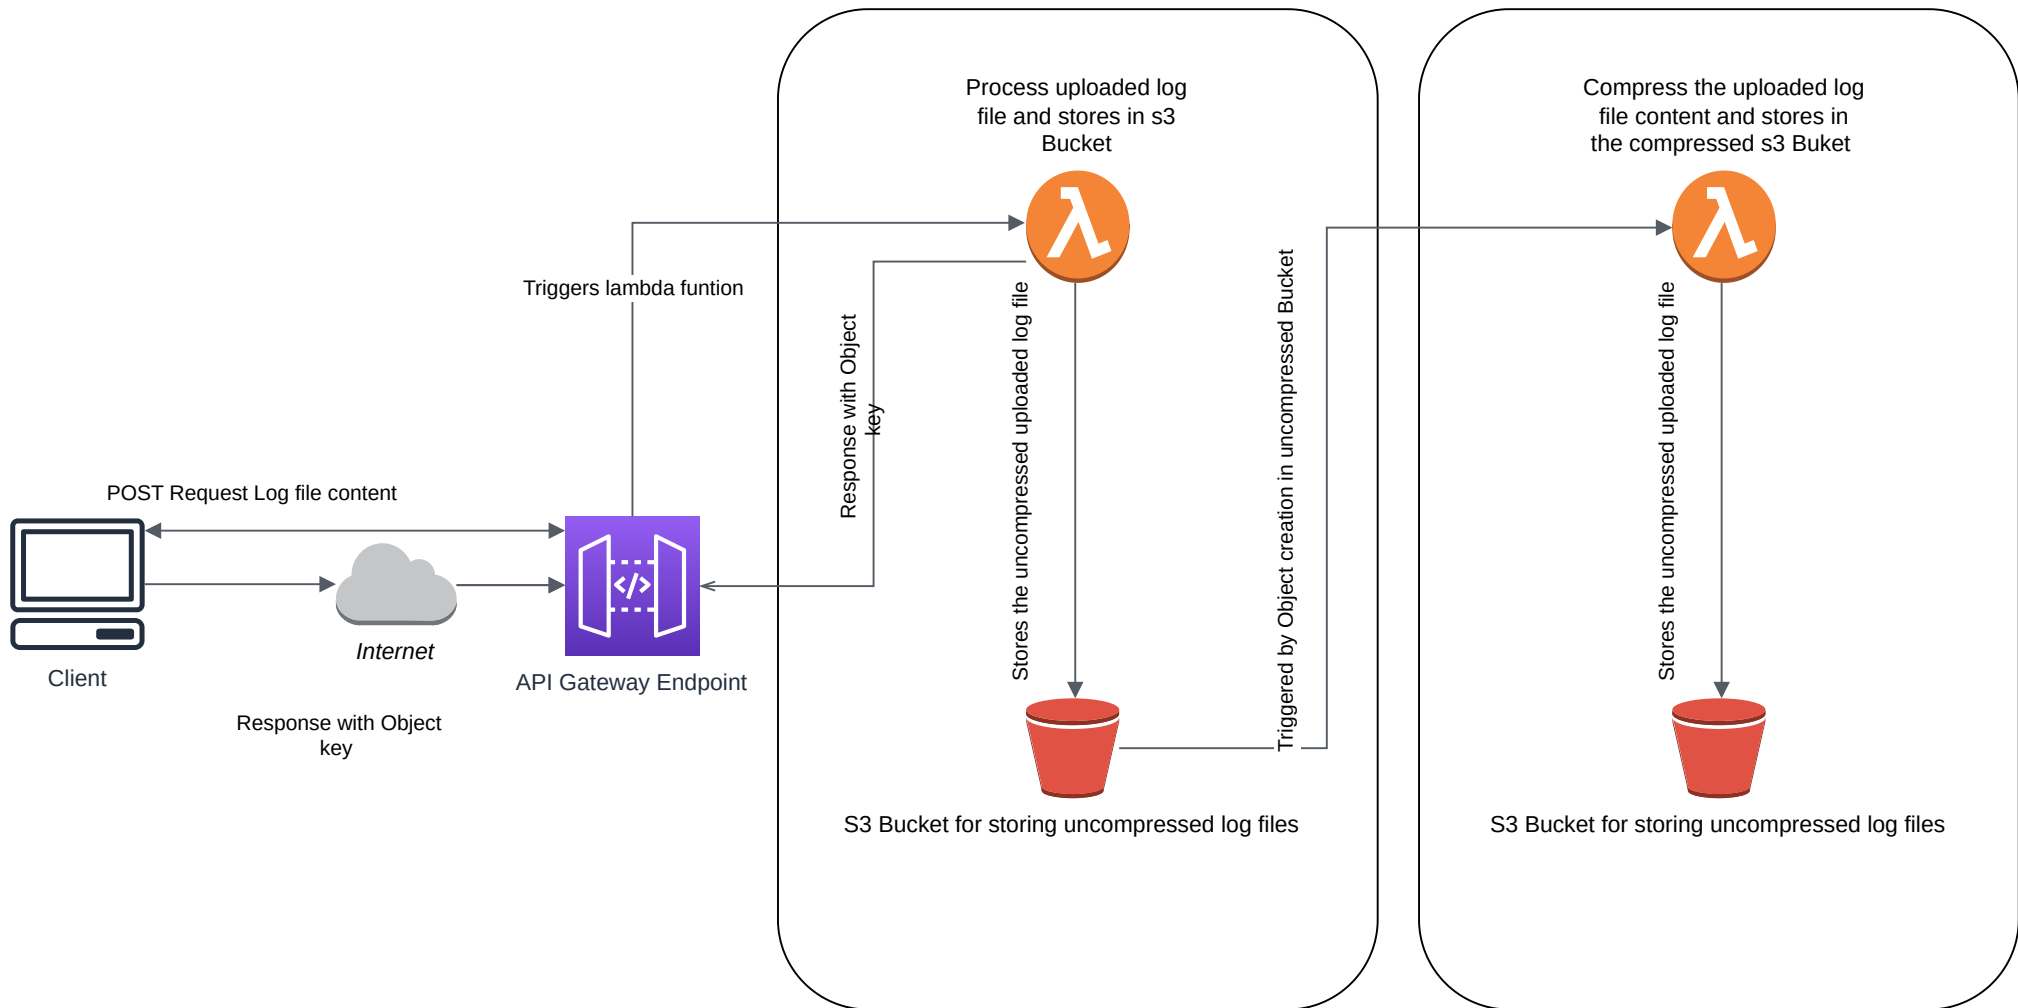 Process uploaded log
file and stores in s3
Bucket
Compress the uploaded log
file content and stores in
the compressed s3 Buket
Triggers lambda funtion
Response with Object
key
Stores the uncompressed uploaded log file
Triggered by Object creation in uncompressed Bucket
Stores the uncompressed uploaded log file
POST Request Log file content
Internet
Client
API Gateway Endpoint
Response with Object
key
S3 Bucket for storing uncompressed log files
S3 Bucket for storing uncompressed log files